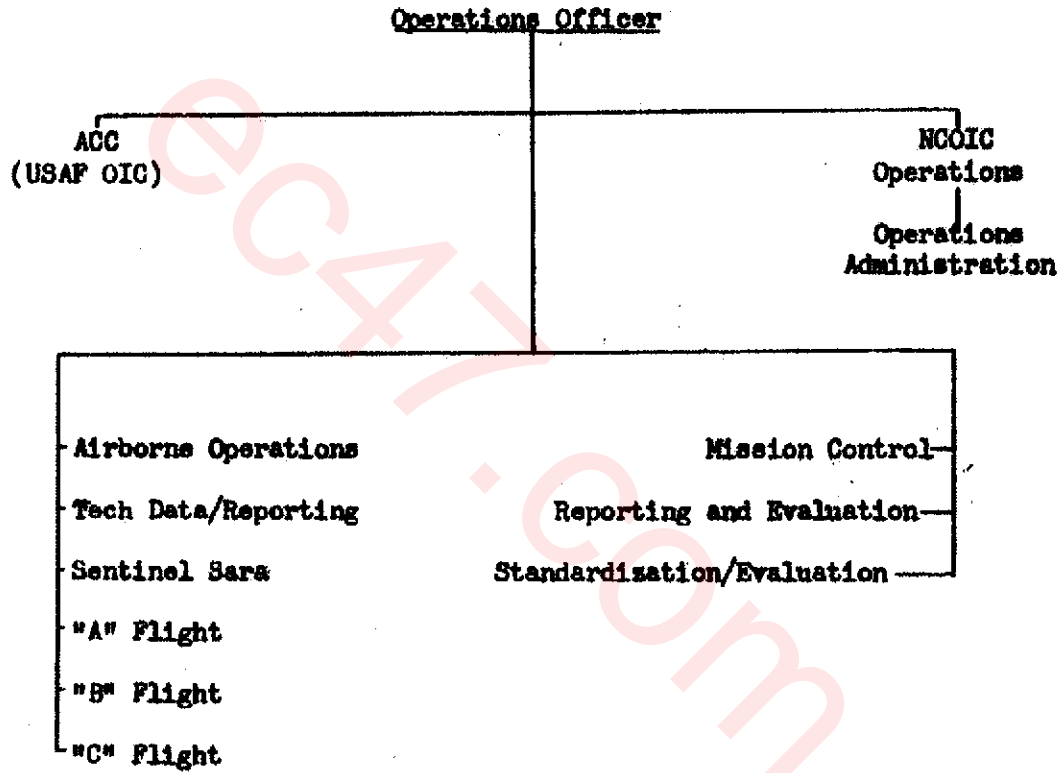 Operations Officer
ACC
(USAF OIC)
NCOIC
Operations
Operations
Administration
Airborne Operations
Mission Control
Tech Data/Reporting
Reporting and Evaluation
Sentinel Sara
Standardization/Evaluation
"A" Flight
"B" Flight
"C" Flight
ec47.com